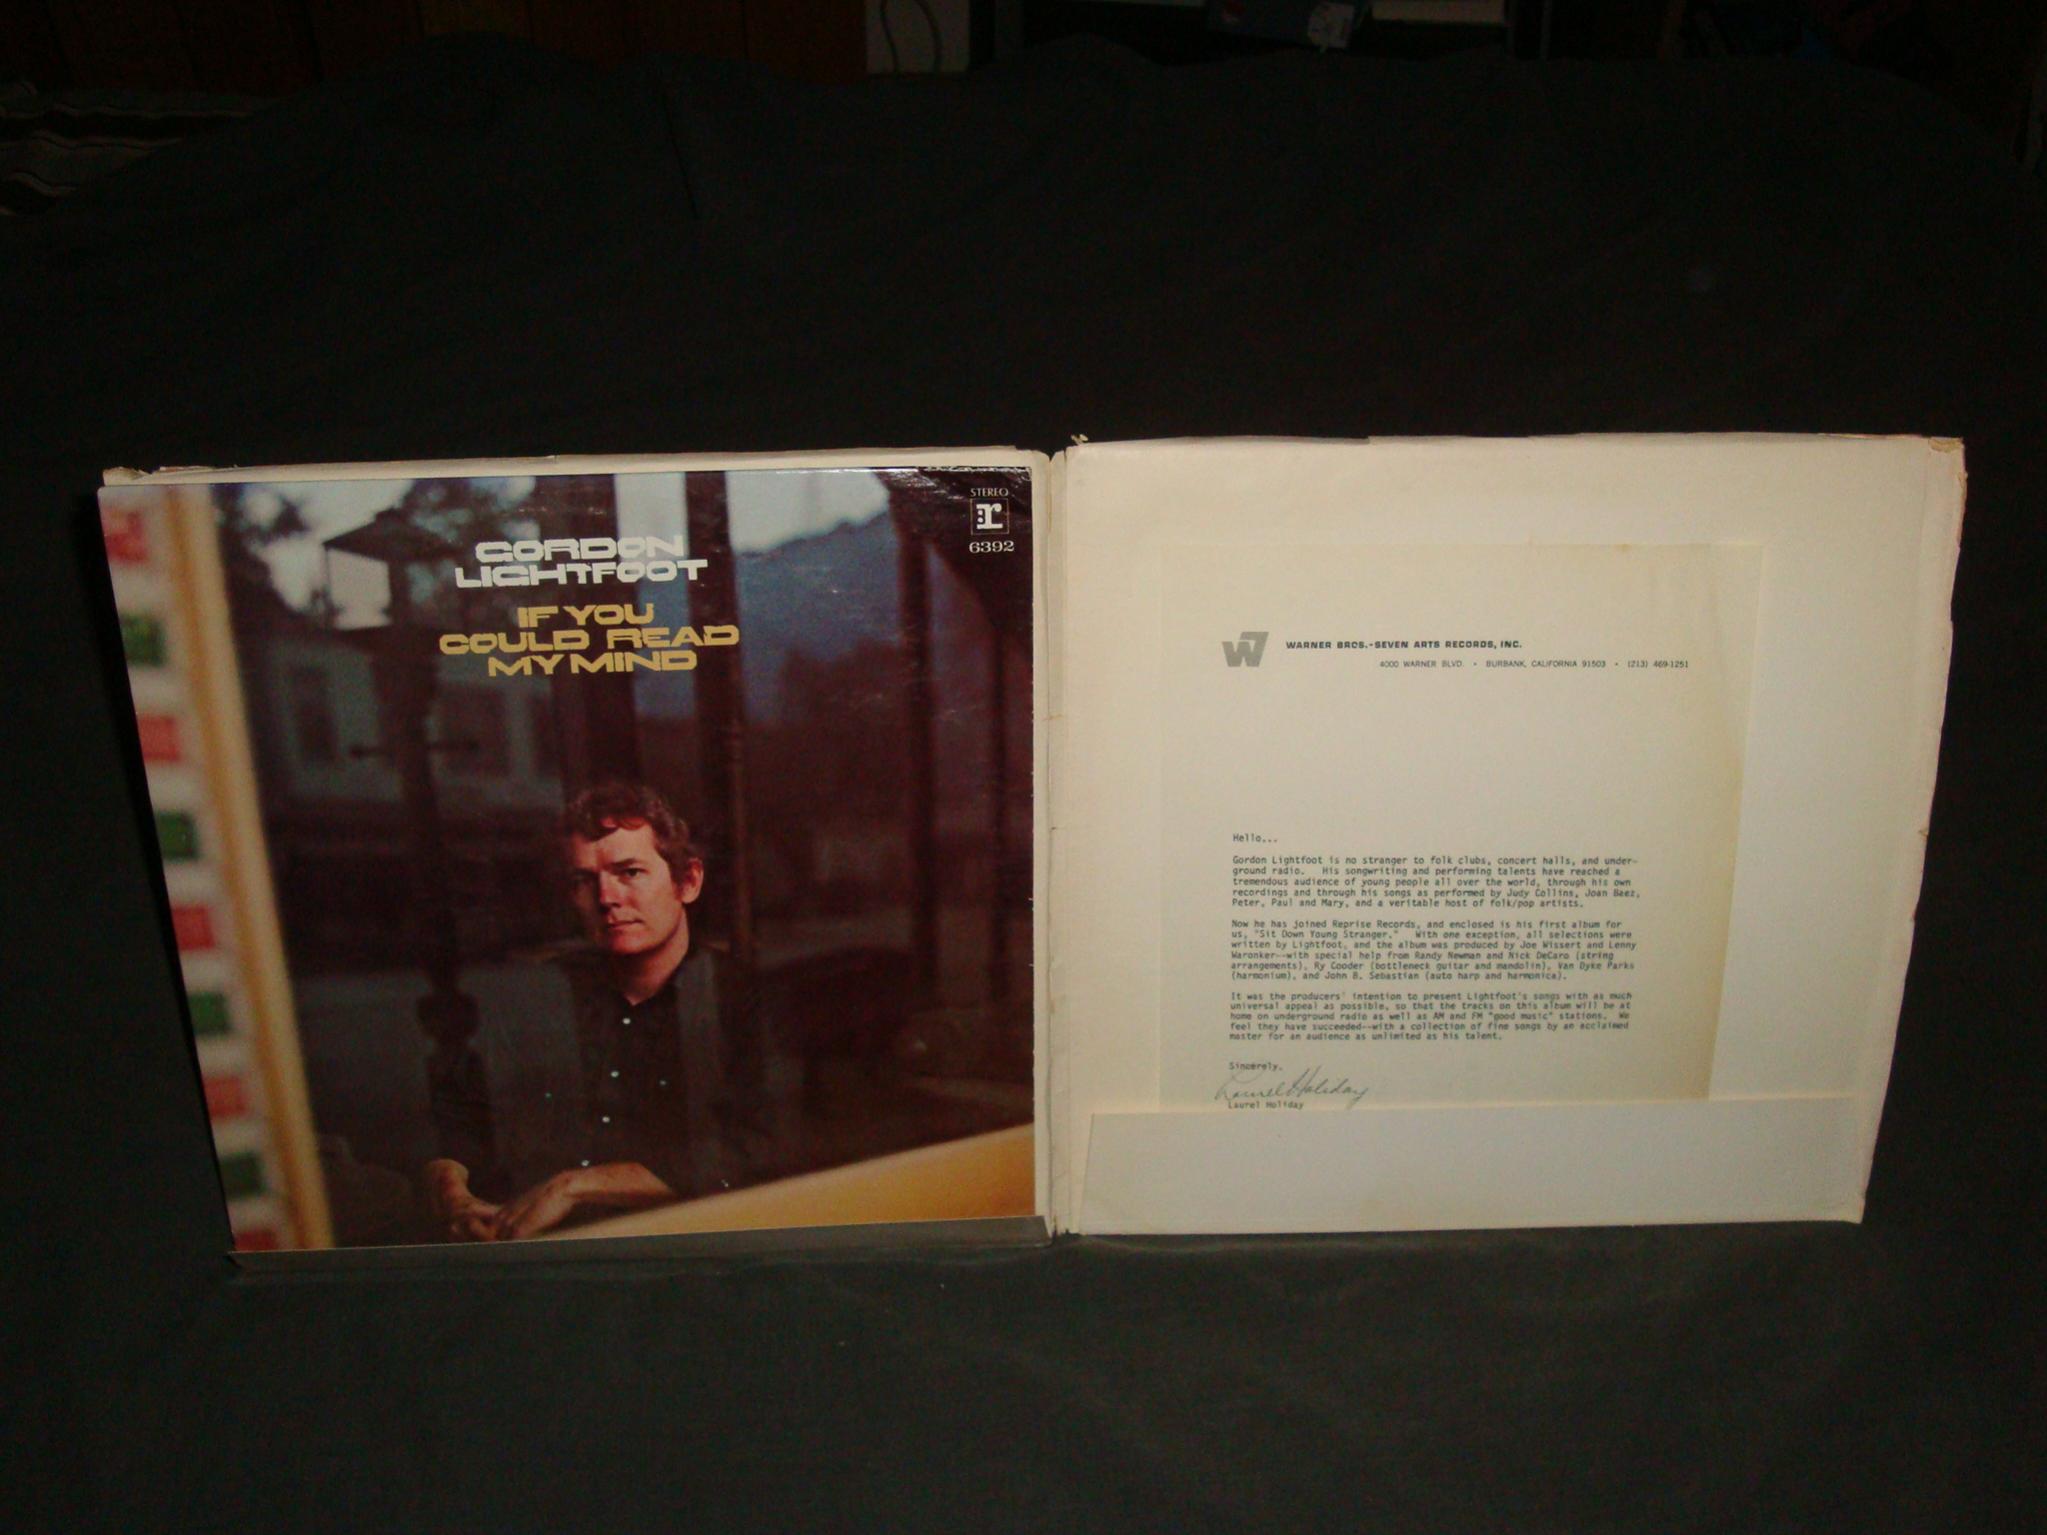 GORDON
LIGHTFOOT
IF YOU
COULD READ
MY MIND
STEREO
r
6392
W7
WARNER BROS.-SEVEN ARTS RECORDS, INC.
4000 WARNER BLVD. • BURBANK, CALIFORNIA 91503 • (213) 469-1251
Hello...
Gordon Lightfoot is no stranger to folk clubs, concert halls, and under-
ground radio. His songwriting and performing talents have reached a
tremendous audience of young people all over the world, through his own
recordings and through his songs as performed by Judy Collins, Joan Baez,
Peter, Paul and Mary, and a veritable host of folk/pop artists.
Now he has joined Reprise Records, and enclosed is his first album for
us, "Sit Down Young Stranger." With one exception, all selections were
written by Lightfoot, and the album was produced by Joe Wissert and Lenny
Waronker--with special help from Randy Newman and Nick DeCaro (string
arrangements), Ry Cooder (bottleneck guitar and mandolin), Van Dyke Parks
(harmonium), and John B. Sebastian (auto harp and harmonica).
It was the producers' intention to present Lightfoot's songs with as much
universal appeal as possible, so that the tracks on this album will be at
home on underground radio as well as AM and FM "good music" stations. We
feel they have succeeded--with a collection of fine songs by an acclaimed
master for an audience as unlimited as his talent.
Sincerely,
Laurel Holiday
Laurel Holiday